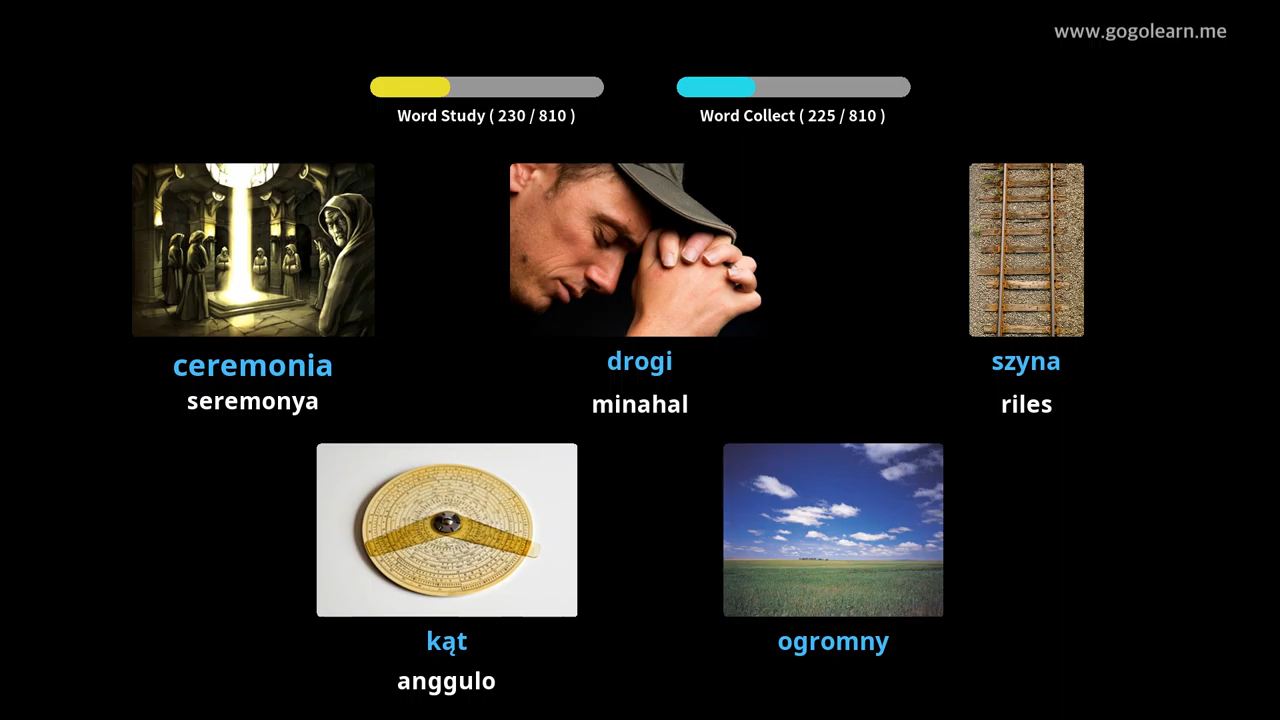 www.gogolearn.me
Word Study ( 230 / 810 )
Word Collect ( 225 / 810 )
ceremonia
seremonya
drogi
minahal
szyna
riles
kąt
anggulo
ogromny